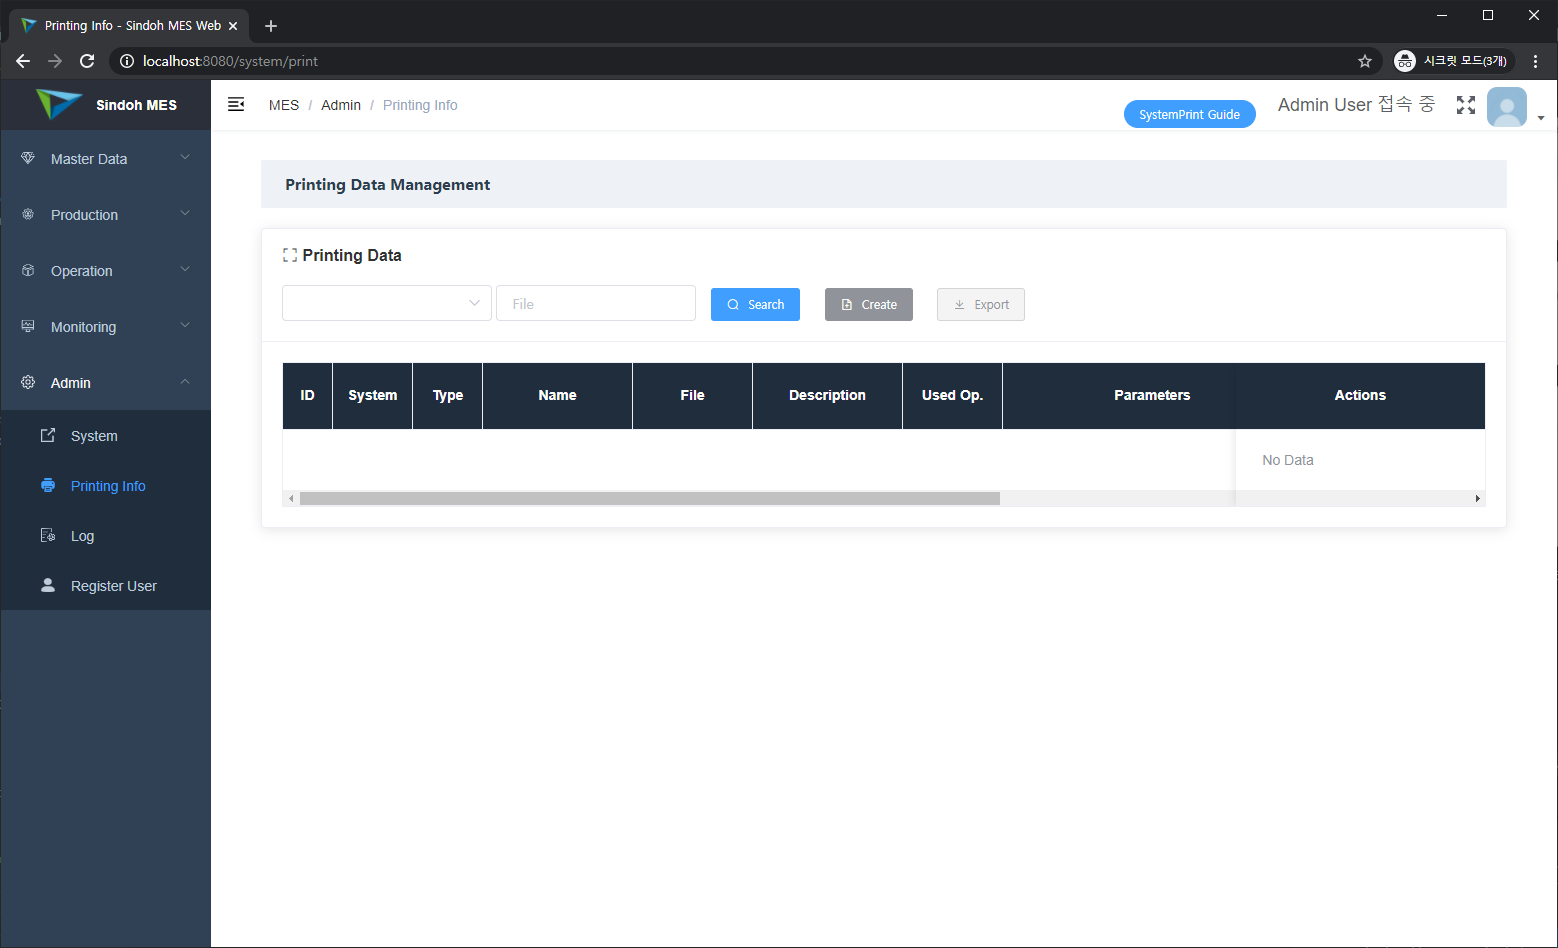 Printing Info - Sindoh MES Web
localhost:8080/system/print
시크릿 모드(3개)
Sindoh MES
MES / Admin / Printing Info
SystemPrint Guide
Admin User 접속 중
Master Data
Production
Operation
Monitoring
Admin
System
Printing Info
Log
Register User
Printing Data Management
Printing Data
File
Search
Create
Export
ID System Type Name File Description Used Op. Parameters Actions
No Data